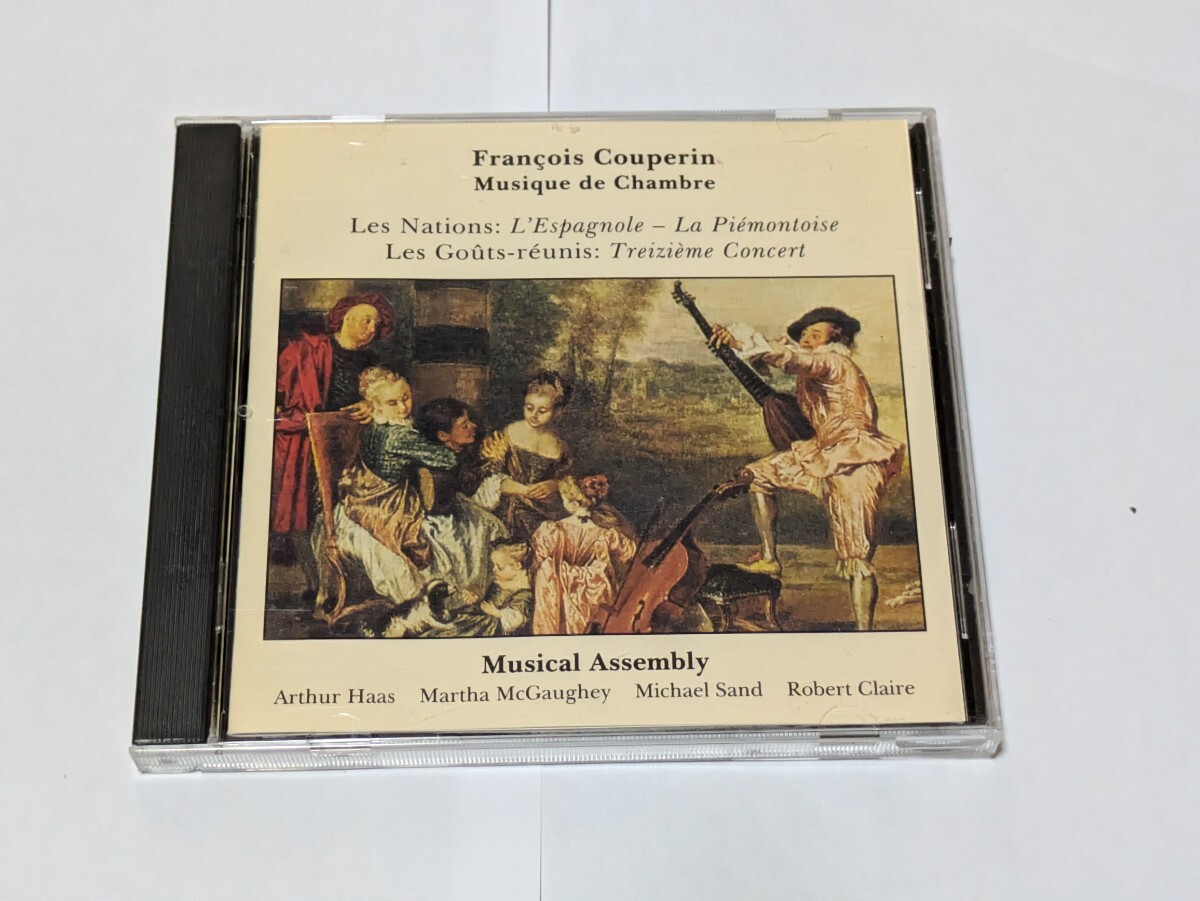 François Couperin
Musique de Chambre
Les Nations: L'Espagnole – La Piémontoise
Les Goûts-réunis: Treizième Concert
Musical Assembly
Arthur Haas Martha McGaughey Michael Sand Robert Claire